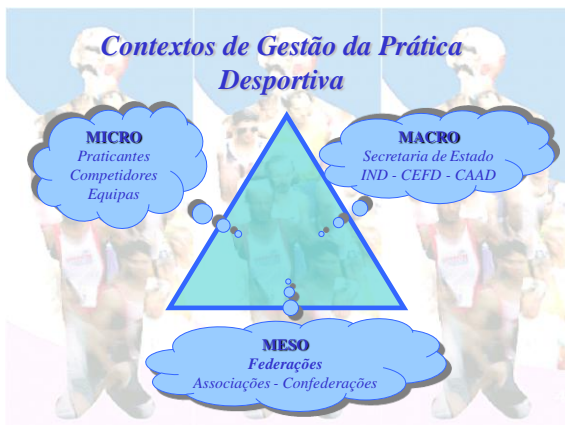 Contextos de Gestão da Prática
Desportiva
MICRO
Praticantes
Competidores
Equipas
MACRO
Secretaria de Estado
IND - CEFD - CAAD
MESO
Federações
Associações - Confederações